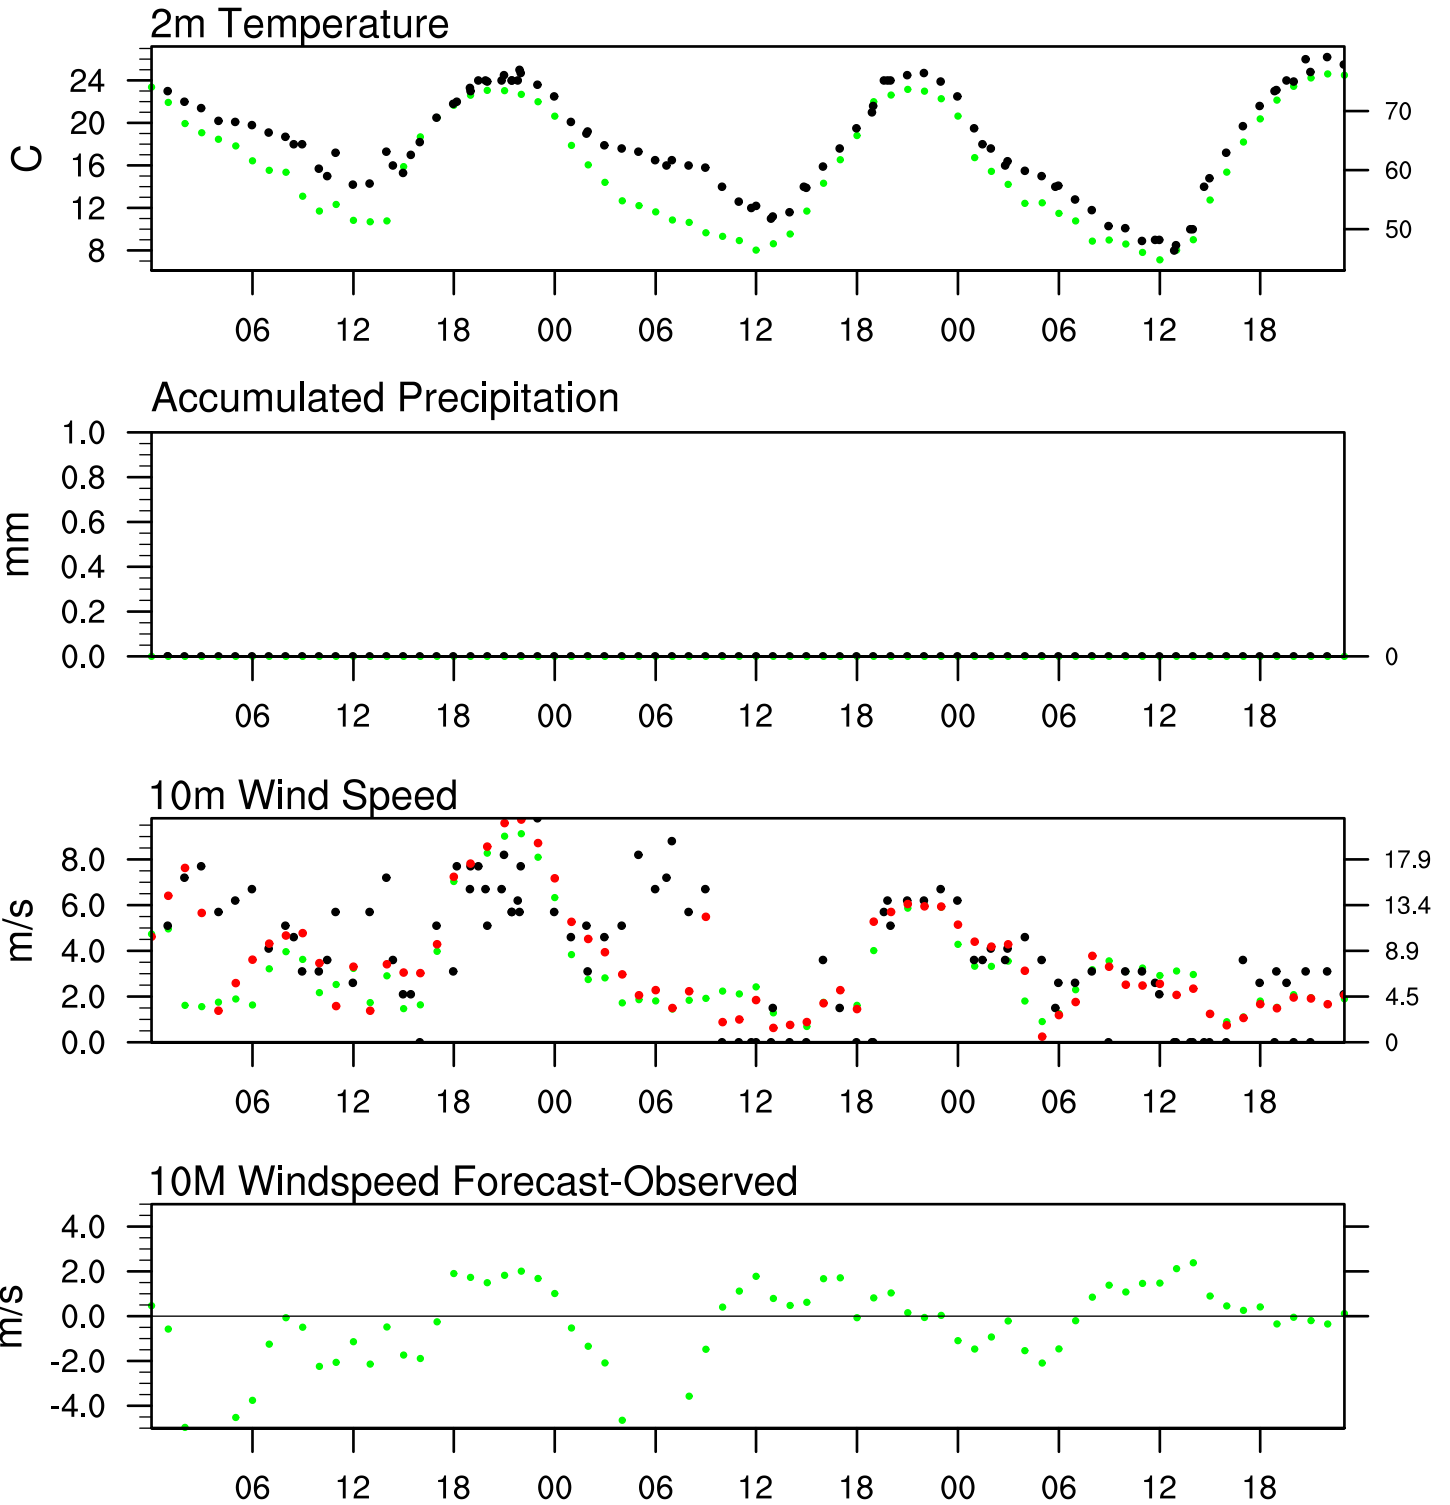 2m Temperature
C
24
20
16
12
8
70
60
50
06 12 18 00 06 12 18 00 06 12 18
Accumulated Precipitation
mm
1.0
0.8
0.6
0.4
0.2
0.0
0
06 12 18 00 06 12 18 00 06 12 18
10m Wind Speed
m/s
8.0
6.0
4.0
2.0
0.0
17.9
13.4
8.9
4.5
0
06 12 18 00 06 12 18 00 06 12 18
10M Windspeed Forecast-Observed
m/s
4.0
2.0
0.0
-2.0
-4.0
06 12 18 00 06 12 18 00 06 12 18